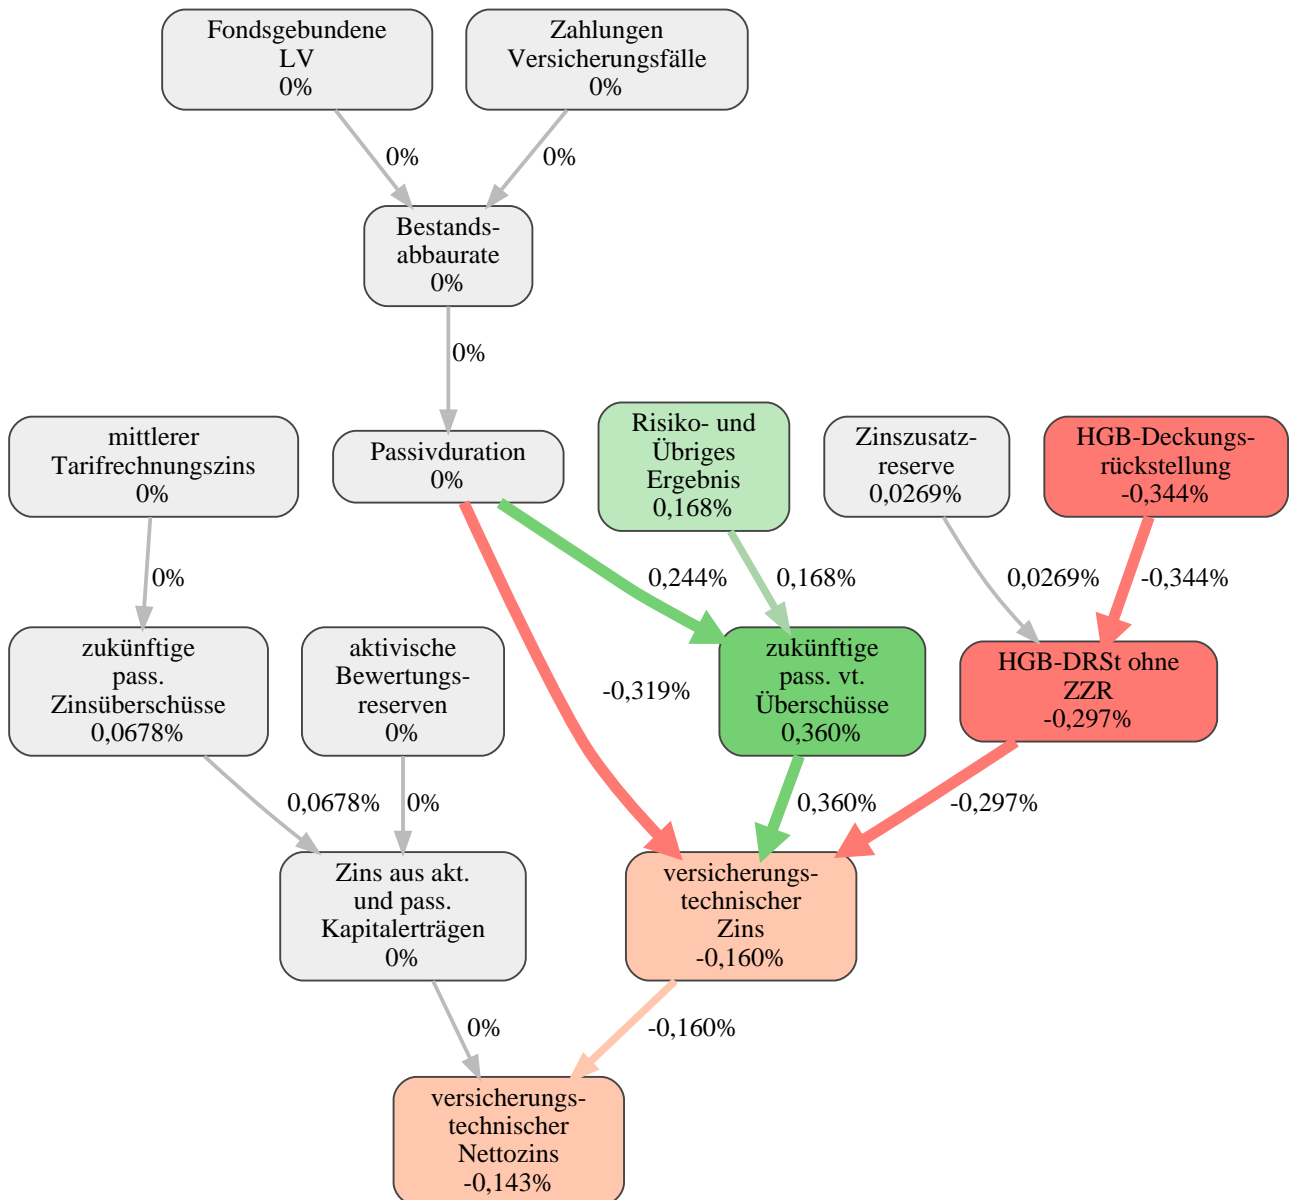 Fondsgebundene
LV
0%
Zahlungen
Versicherungsfälle
0%
0%
0%
Bestands-
abbaurate
0%
0%
mittlerer
Tarifrechnungszins
0%
Passivduration
0%
Risiko- und
Übriges
Ergebnis
0,168%
Zinszusatz-
reserve
0,0269%
HGB-Deckungs-
rückstellung
-0,344%
0%
0,244%
0,168%
0,0269%
-0,344%
zukünftige
pass.
Zinsüberschüsse
0,0678%
aktivische
Bewertungs-
reserven
0%
-0,319%
zukünftige
pass. vt.
Überschüsse
0,360%
HGB-DRSt ohne
ZZR
-0,297%
0,0678%
0%
0,360%
-0,297%
Zins aus akt.
und pass.
Kapitalerträgen
0%
versicherungs-
technischer
Zins
-0,160%
0%
-0,160%
versicherungs-
technischer
Nettozins
-0,143%